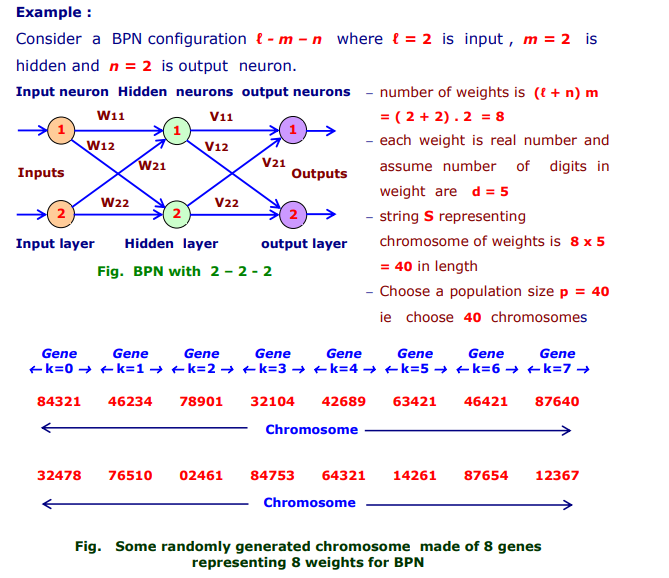 Example :
Consider a BPN configuration ℓ - m – n where ℓ = 2 is input , m = 2 is
hidden and n = 2 is output neuron.
Input neuron Hidden neurons output neurons
W11 V11
1 1 1
W12 V12
W21 V21
Inputs Outputs
W22 V22
2 2 2
Input layer Hidden layer output layer
Fig. BPN with 2 – 2 - 2
– number of weights is (ℓ + n) m
= ( 2 + 2) . 2 = 8
– each weight is real number and
assume number of digits in
weight are d = 5
– string S representing
chromosome of weights is 8 x 5
= 40 in length
– Choose a population size p = 40
ie choose 40 chromosomes
Gene Gene Gene Gene Gene Gene Gene Gene
← k=0 → ← k=1 → ← k=2 → ← k=3 → ← k=4 → ← k=5 → ← k=6 → ← k=7 →
84321 46234 78901 32104 42689 63421 46421 87640
Chromosome
32478 76510 02461 84753 64321 14261 87654 12367
Chromosome
Fig. Some randomly generated chromosome made of 8 genes
representing 8 weights for BPN